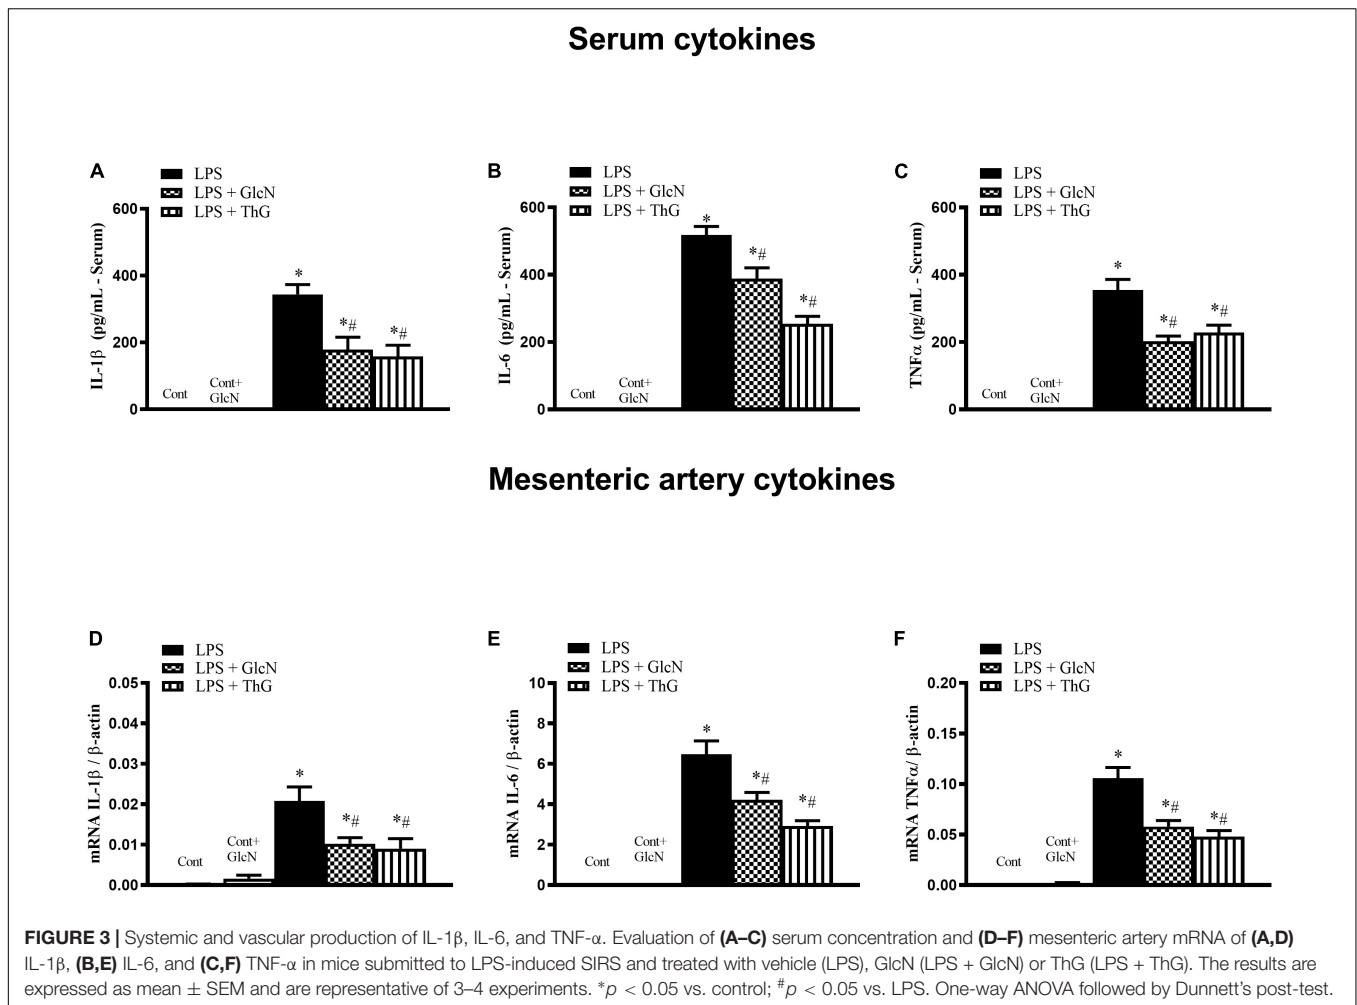 Serum cytokines
A
LPS
LPS + GlcN
LPS + ThG
IL-1β (pg/mL - Serum)
600
400
200
0
Cont
Cont+
GlcN
*
*#
*#
B
LPS
LPS + GlcN
LPS + ThG
IL-6 (pg/mL - Serum)
600
400
200
0
Cont
Cont+
GlcN
*
*#
*#
C
LPS
LPS + GlcN
LPS + ThG
TNFα (pg/mL - Serum)
600
400
200
0
Cont
Cont+
GlcN
*
*#
*#
Mesenteric artery cytokines
D
LPS
LPS + GlcN
LPS + ThG
mRNA IL-1β / β-actin
0.05
0.04
0.03
0.02
0.01
0.00
Cont
Cont+
GlcN
*
*#
*#
E
LPS
LPS + GlcN
LPS + ThG
mRNA IL-6 / β-actin
10
8
6
4
2
0
Cont
Cont+
GlcN
*
*#
*#
F
LPS
LPS + GlcN
LPS + ThG
mRNA TNFα/ β-actin
0.20
0.15
0.10
0.05
0.00
Cont
Cont+
GlcN
*
*#
*#
FIGURE 3 | Systemic and vascular production of IL-1β, IL-6, and TNF-α. Evaluation of (A–C) serum concentration and (D–F) mesenteric artery mRNA of (A,D)
IL-1β, (B,E) IL-6, and (C,F) TNF-α in mice submitted to LPS-induced SIRS and treated with vehicle (LPS), GlcN (LPS + GlcN) or ThG (LPS + ThG). The results are
expressed as mean ± SEM and are representative of 3–4 experiments. *p < 0.05 vs. control; #p < 0.05 vs. LPS. One-way ANOVA followed by Dunnett's post-test.